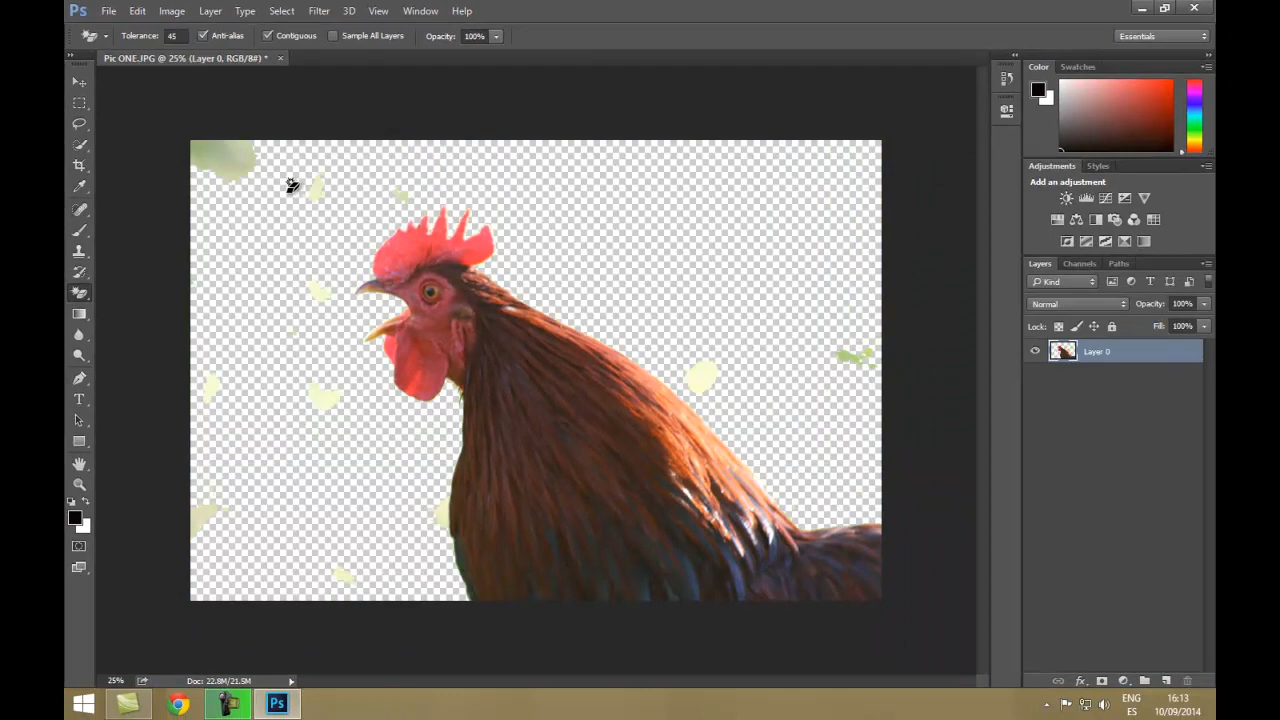 Ps File Edit Image Layer Type Select Filter 3D View Window Help
Tolerance: 45 Anti-alias Contiguous Sample All Layers Opacity: 100% Essentials
Pic ONE.JPG @ 25% (Layer 0, RGB/8#) * ×
Color Swatches
Adjustments Styles
Add an adjustment
Layers Channels Paths
Kind
Normal Opacity: 100%
Lock: Fill: 100%
Layer 0
25% Doc: 22.8M/21.5M
Ps
ENG
ES
16:13
10/09/2014